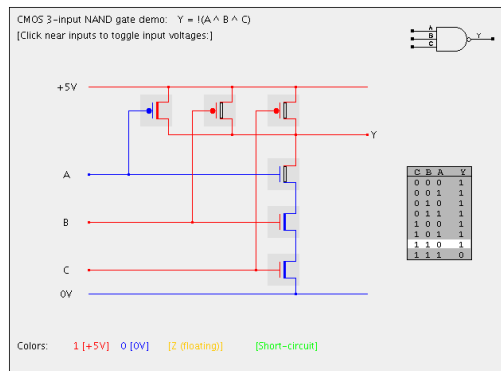 CMOS 3-input NAND gate demo: Y = !(A ^ B ^ C)
[Click near inputs to toggle input voltages:]
A
B
C
Y
+5V
Y
A
B
C
0V
C B A Y
0 0 0 1
0 0 1 1
0 1 0 1
0 1 1 1
1 0 0 1
1 0 1 1
1 1 0 1
1 1 1 0
Colors: 1 [+5V] 0 [0V] [Z (floating)] [Short-circuit]